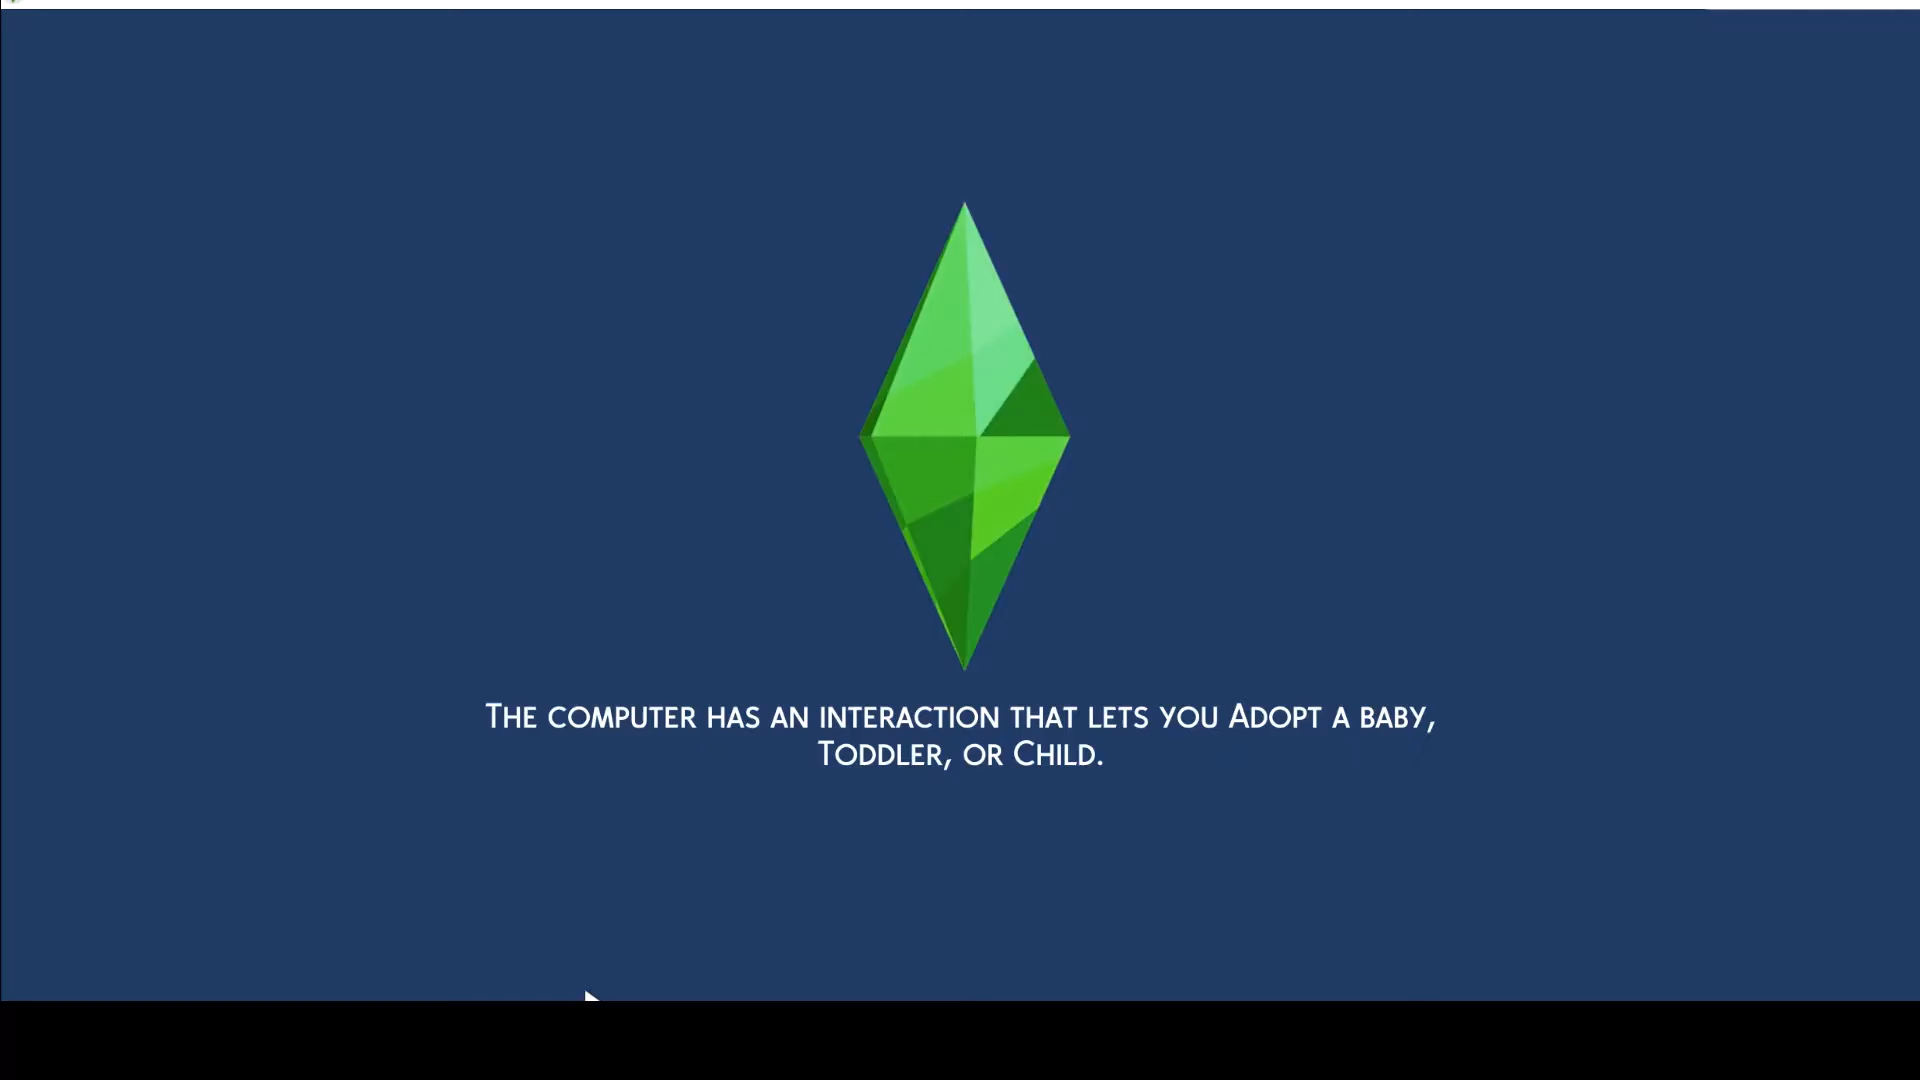 The computer has an interaction that lets you Adopt a baby,
Toddler, or Child.